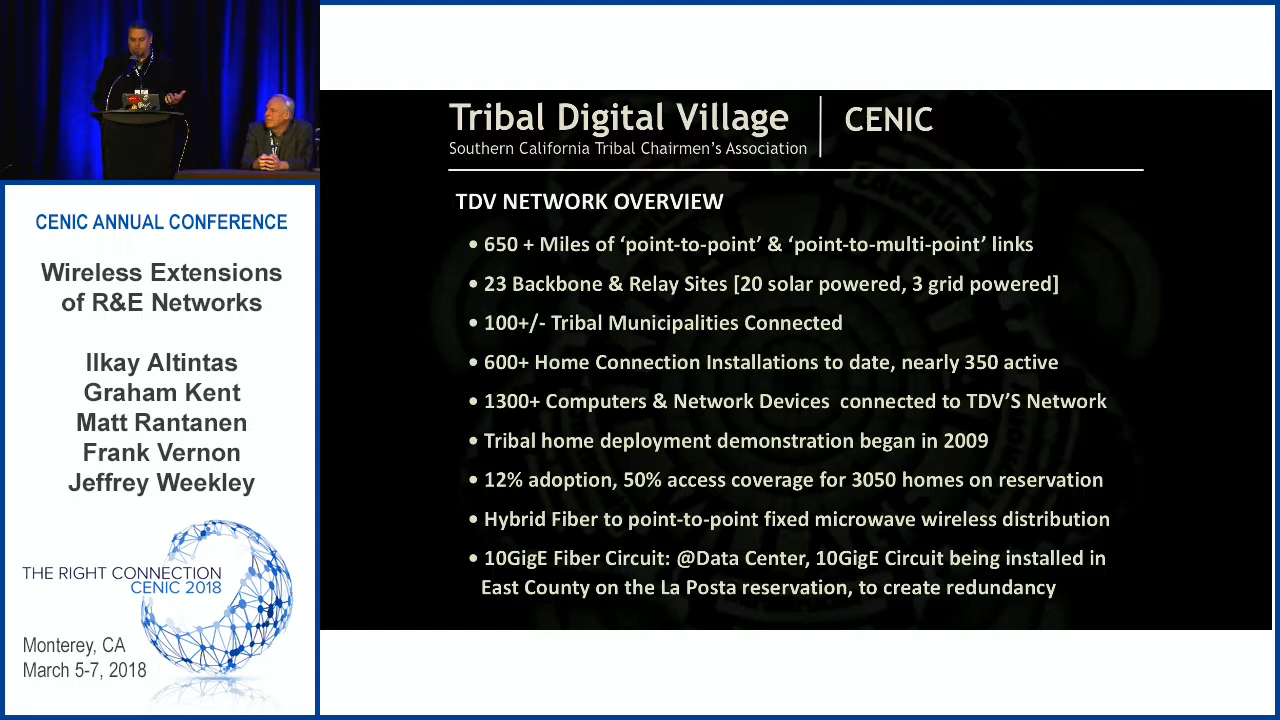 CENIC ANNUAL CONFERENCE
Wireless Extensions
of R&E Networks
Ilkay Altintas
Graham Kent
Matt Rantanen
Frank Vernon
Jeffrey Weekley
THE RIGHT CONNECTION
CENIC 2018
Monterey, CA
March 5-7, 2018
Tribal Digital Village | CENIC
Southern California Tribal Chairmen's Association
TDV NETWORK OVERVIEW
• 650 + Miles of ‘point-to-point’ & ‘point-to-multi-point’ links
• 23 Backbone & Relay Sites [20 solar powered, 3 grid powered]
• 100+/- Tribal Municipalities Connected
• 600+ Home Connection Installations to date, nearly 350 active
• 1300+ Computers & Network Devices connected to TDV’S Network
• Tribal home deployment demonstration began in 2009
• 12% adoption, 50% access coverage for 3050 homes on reservation
• Hybrid Fiber to point-to-point fixed microwave wireless distribution
• 10GigE Fiber Circuit: @Data Center, 10GigE Circuit being installed in
East County on the La Posta reservation, to create redundancy